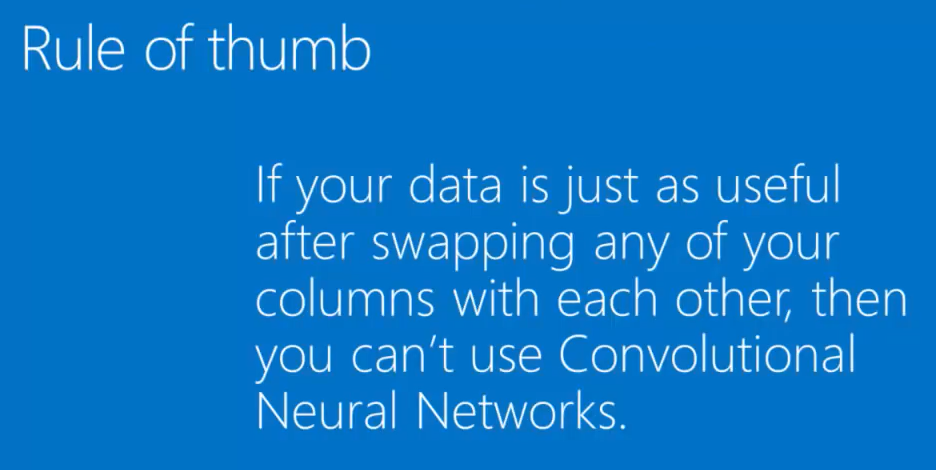 Rule of thumb
If your data is just as useful
after swapping any of your
columns with each other, then
you can't use Convolutional
Neural Networks.